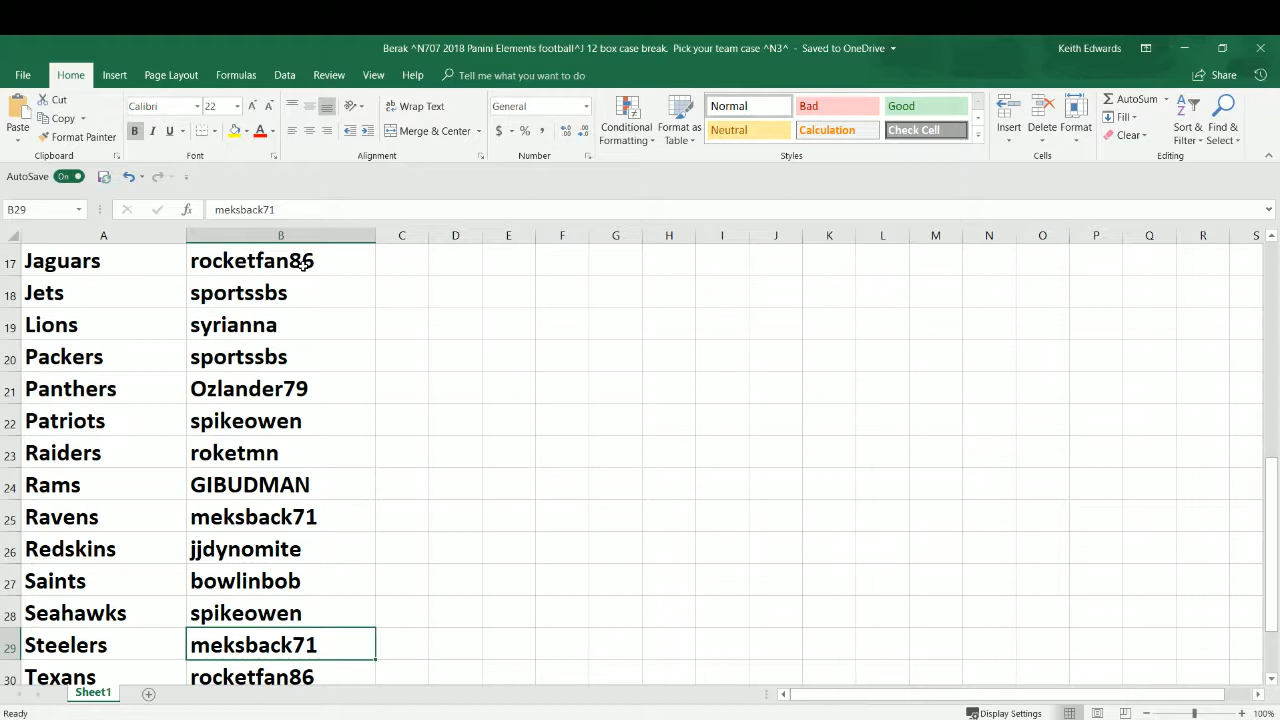 Berak ^N707 2018 Panini Elements football^J 12 box case break. Pick your team case ^N3^ - Saved to OneDrive
Keith Edwards
File Home Insert Page Layout Formulas Data Review View Help Tell me what you want to do Share
Paste Cut Copy Format Painter
Calibri 22 A A
B I U A
Wrap Text
Merge & Center
General
$ % ,
Conditional Formatting Format as Table
Normal Bad Good
Neutral Calculation Check Cell
Insert Delete Format
AutoSum Fill Clear
Sort & Filter Find & Select
Clipboard Font Alignment Number Styles Cells Editing
AutoSave On
B29 fx meksback71
A B C D E F G H I J K L M N O P Q R S
17 Jaguars rocketfan86
18 Jets sportssbs
19 Lions syrianna
20 Packers sportssbs
21 Panthers Ozlander79
22 Patriots spikeowen
23 Raiders roketmn
24 Rams GIBUDMAN
25 Ravens meksback71
26 Redskins jjdynomite
27 Saints bowlinbob
28 Seahawks spikeowen
29 Steelers meksback71
30 Texans rocketfan86
Sheet1
Ready Display Settings 100%